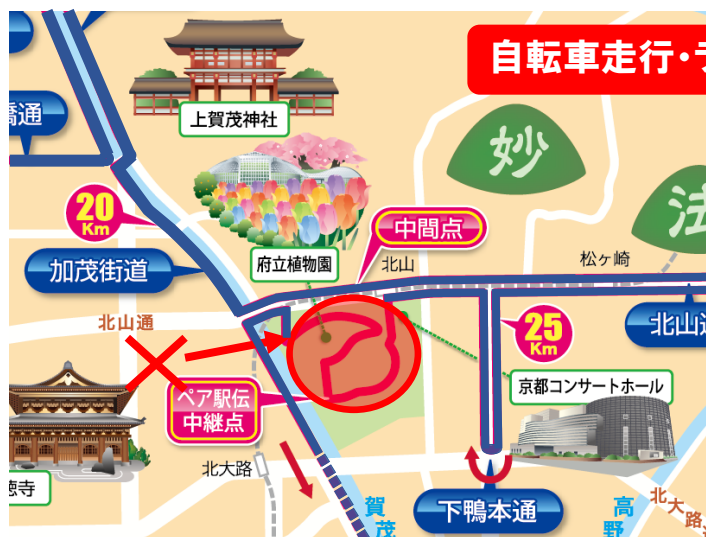 自転車走行・ラ
橋通
上賀茂神社
妙
法
20
Km
中間点
加茂街道
府立植物園
北山
松ヶ崎
北山通
25
Km
北山通
ペア駅伝
中継点
京都コンサートホール
北大路
徳寺
下鴨本通
賀茂
高野
北大路